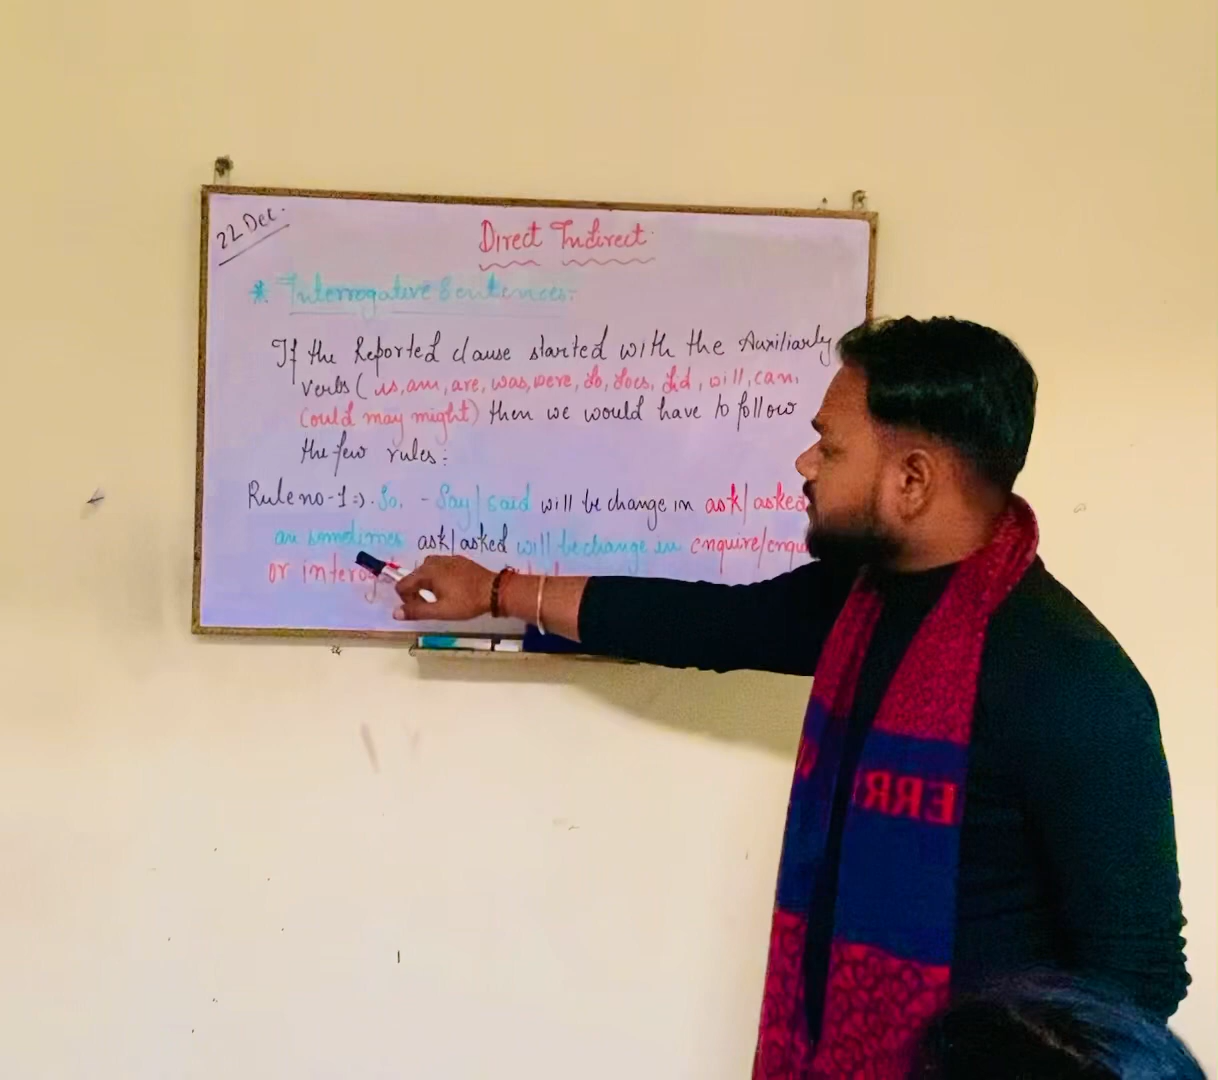 22 Dec.
Direct Indirect
* Interrogative Sentences:
If the Reported clause started with the Auxiliarly
verbs ( is, am, are, was, were, do, does, did, will, can,
Could may might) then we would have to follow
the few rules:
Rule no-1 => So, - Say/said will be change in ask/asked
an sometimes ask/asked will be change in enquire/enqu
or interog
ERR